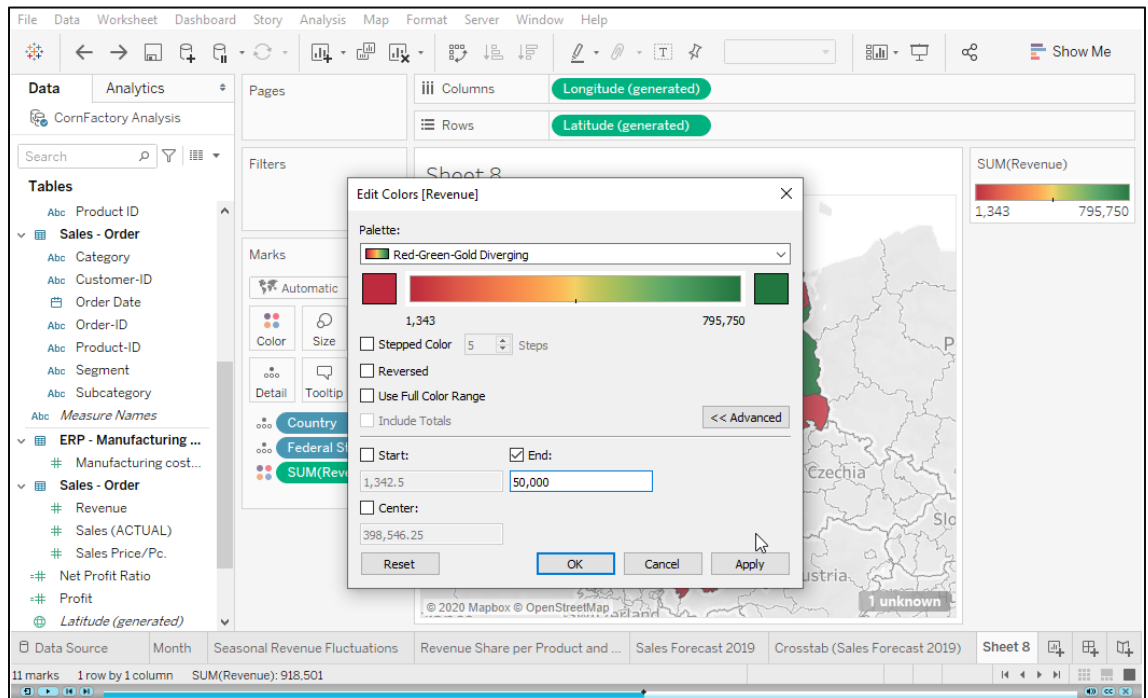 File Data Worksheet Dashboard Story Analysis Map Format Server Window Help
Show Me
Data Analytics
CornFactory Analysis
Search
Tables
Abc Product ID
Sales - Order
Abc Category
Abc Customer-ID
Order Date
Abc Order-ID
Abc Product-ID
Abc Segment
Abc Subcategory
Abc Measure Names
ERP - Manufacturing ...
# Manufacturing cost...
Sales - Order
# Revenue
# Sales (ACTUAL)
# Sales Price/Pc.
=# Net Profit Ratio
=# Profit
Latitude (generated)
Pages
Filters
Marks
Automatic
Color Size
Detail Tooltip
Country
Federal St
SUM(Reve
iii Columns Longitude (generated)
Rows Latitude (generated)
Sheet 8
Edit Colors [Revenue]
Palette:
Red-Green-Gold Diverging
1,343 795,750
Stepped Color 5 Steps
Reversed
Use Full Color Range
Include Totals << Advanced
Start: End:
1,342.5 50,000
Center:
398,546.25
Reset OK Cancel Apply
P
Czechia
Slo
ustria
© 2020 Mapbox © OpenStreetMap
1 unknown
SUM(Revenue)
1,343 795,750
Data Source Month Seasonal Revenue Fluctuations Revenue Share per Product and ... Sales Forecast 2019 Crosstab (Sales Forecast 2019) Sheet 8
11 marks 1 row by 1 column SUM(Revenue): 918,501
CC